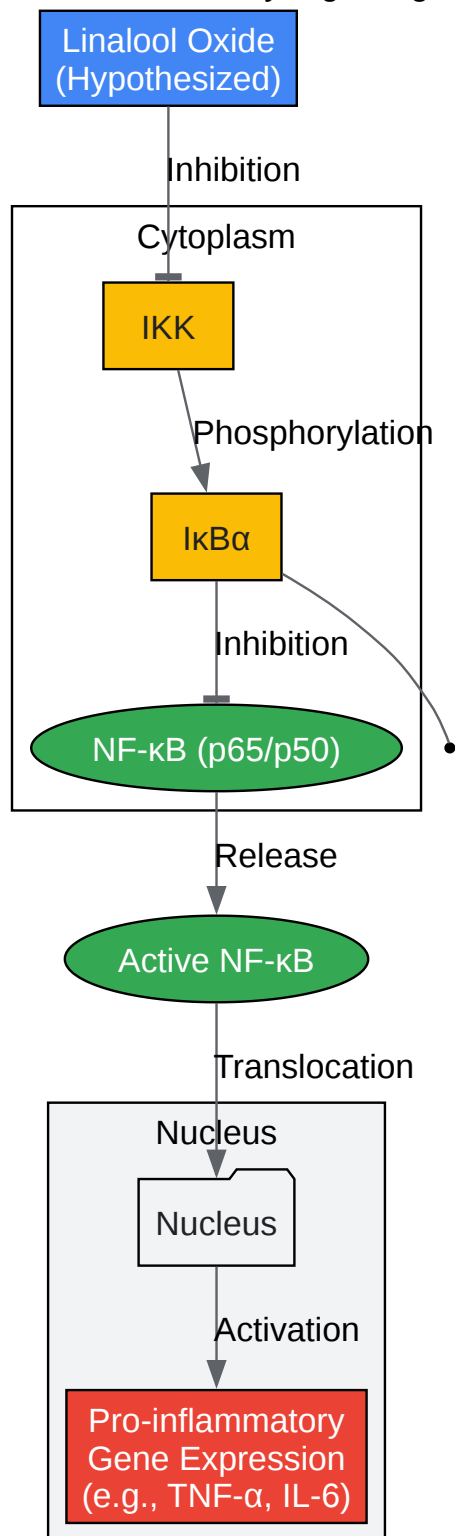 Linalool Oxide
(Hypothesized)
Inhibition
Cytoplasm
IKK
Phosphorylation
IκBα
Inhibition
NF-κB (p65/p50)
Release
Active NF-κB
Translocation
Nucleus
Nucleus
Activation
Pro-inflammatory
Gene Expression
(e.g., TNF-α, IL-6)